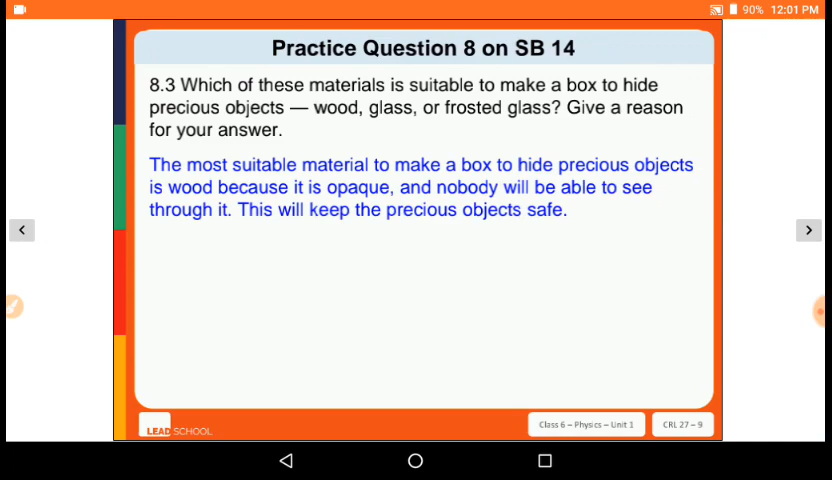 90% 12:01 PM
Practice Question 8 on SB 14
8.3 Which of these materials is suitable to make a box to hide
precious objects — wood, glass, or frosted glass? Give a reason
for your answer.
The most suitable material to make a box to hide precious objects
is wood because it is opaque, and nobody will be able to see
through it. This will keep the precious objects safe.
LEAD SCHOOL
Class 6 – Physics – Unit 1
CRL 27 – 9